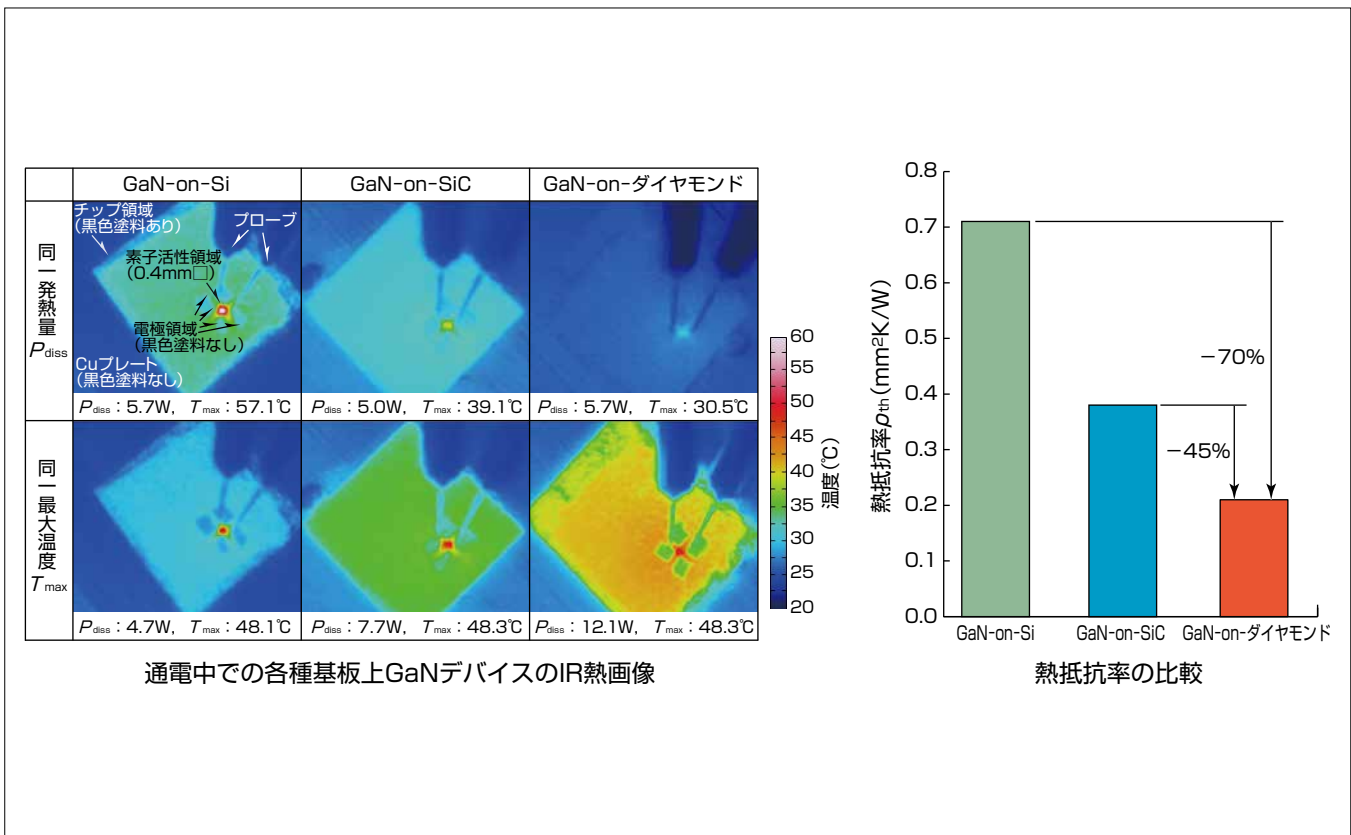 GaN-on-Si
GaN-on-SiC
GaN-on-ダイヤモンド
同一発熱量
Pdiss
チップ領域
(黒色塗料あり)
プローブ
素子活性領域
(0.4mm□)
電極領域
(黒色塗料なし)
Cuプレート
(黒色塗料なし)
Pdiss:5.7W, Tmax:57.1℃
Pdiss:5.0W, Tmax:39.1℃
Pdiss:5.7W, Tmax:30.5℃
同一最大温度
Tmax
Pdiss:4.7W, Tmax:48.1℃
Pdiss:7.7W, Tmax:48.3℃
Pdiss:12.1W, Tmax:48.3℃
60
55
50
45
40
35
30
25
20
温度(℃)
通電中での各種基板上GaNデバイスのIR熱画像
熱抵抗率ρth(mm²K/W)
0.8
0.7
0.6
0.5
0.4
0.3
0.2
0.1
0.0
-70%
-45%
GaN-on-Si
GaN-on-SiC
GaN-on-ダイヤモンド
熱抵抗率の比較